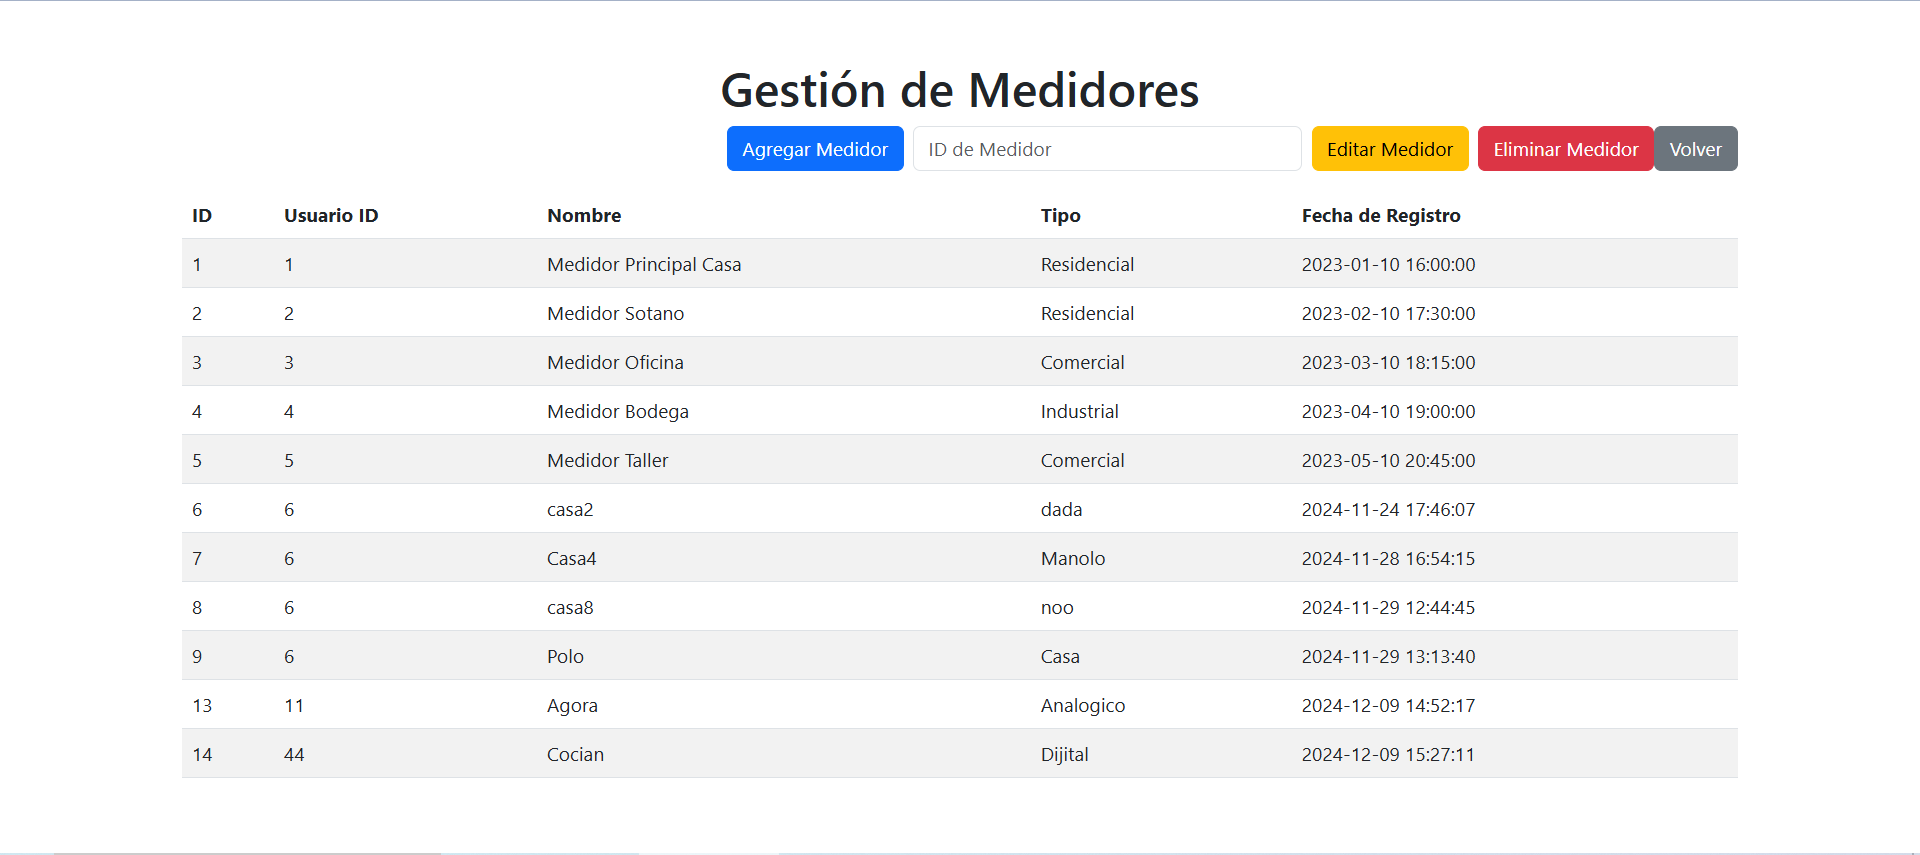 Gestión de Medidores
Agregar Medidor ID de Medidor Editar Medidor Eliminar Medidor Volver
ID Usuario ID Nombre Tipo Fecha de Registro
1 1 Medidor Principal Casa Residencial 2023-01-10 16:00:00
2 2 Medidor Sotano Residencial 2023-02-10 17:30:00
3 3 Medidor Oficina Comercial 2023-03-10 18:15:00
4 4 Medidor Bodega Industrial 2023-04-10 19:00:00
5 5 Medidor Taller Comercial 2023-05-10 20:45:00
6 6 casa2 dada 2024-11-24 17:46:07
7 6 Casa4 Manolo 2024-11-28 16:54:15
8 6 casa8 noo 2024-11-29 12:44:45
9 6 Polo Casa 2024-11-29 13:13:40
13 11 Agora Analogico 2024-12-09 14:52:17
14 44 Cocian Dijital 2024-12-09 15:27:11